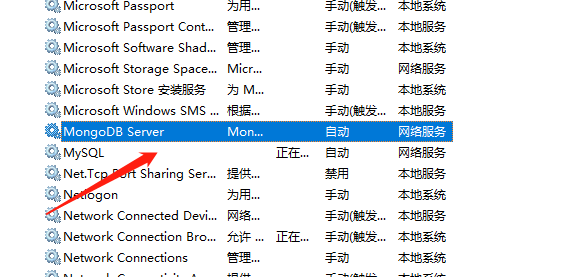 Microsoft Passport 为用... 手动(触发... 本地系统
Microsoft Passport Cont... 管理... 手动(触发... 本地系统
Microsoft Software Shad... 管理... 手动 本地系统
Microsoft Storage Space... Micr... 手动 网络服务
Microsoft Store 安装服务 为 M... 手动 本地系统
Microsoft Windows SMS ... 根据... 手动(触发... 本地系统
MongoDB Server Mon... 自动 网络服务
MySQL 正在... 自动 网络服务
Net.Tcp Port Sharing Ser... 提供... 禁用 本地服务
Netlogon 为用... 手动 本地系统
Network Connected Devi... 网络... 手动(触发... 本地服务
Network Connection Bro... 允许 ... 正在... 手动(触发... 本地系统
Network Connections 管理... 手动 本地系统